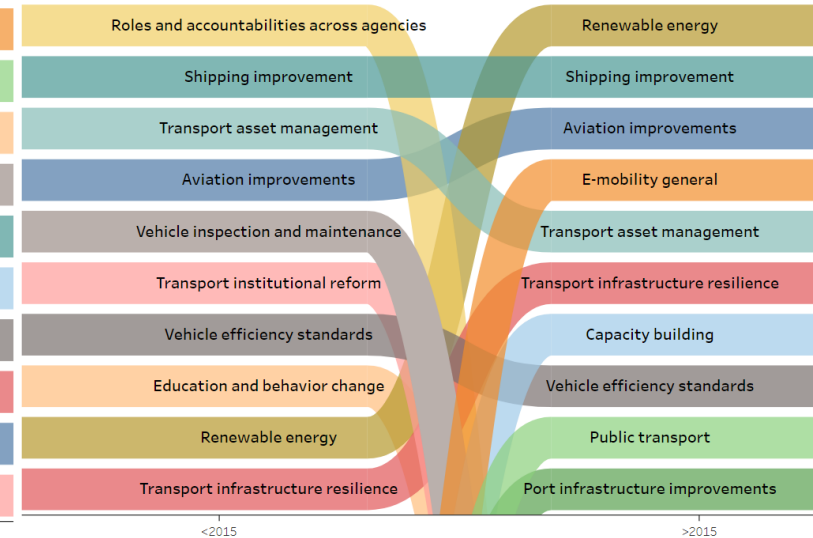 Roles and accountabilities across agencies
Shipping improvement
Transport asset management
Aviation improvements
Vehicle inspection and maintenance
Transport institutional reform
Vehicle efficiency standards
Education and behavior change
Renewable energy
Transport infrastructure resilience
<2015
Renewable energy
Shipping improvement
Aviation improvements
E-mobility general
Transport asset management
Transport infrastructure resilience
Capacity building
Vehicle efficiency standards
Public transport
Port infrastructure improvements
>2015